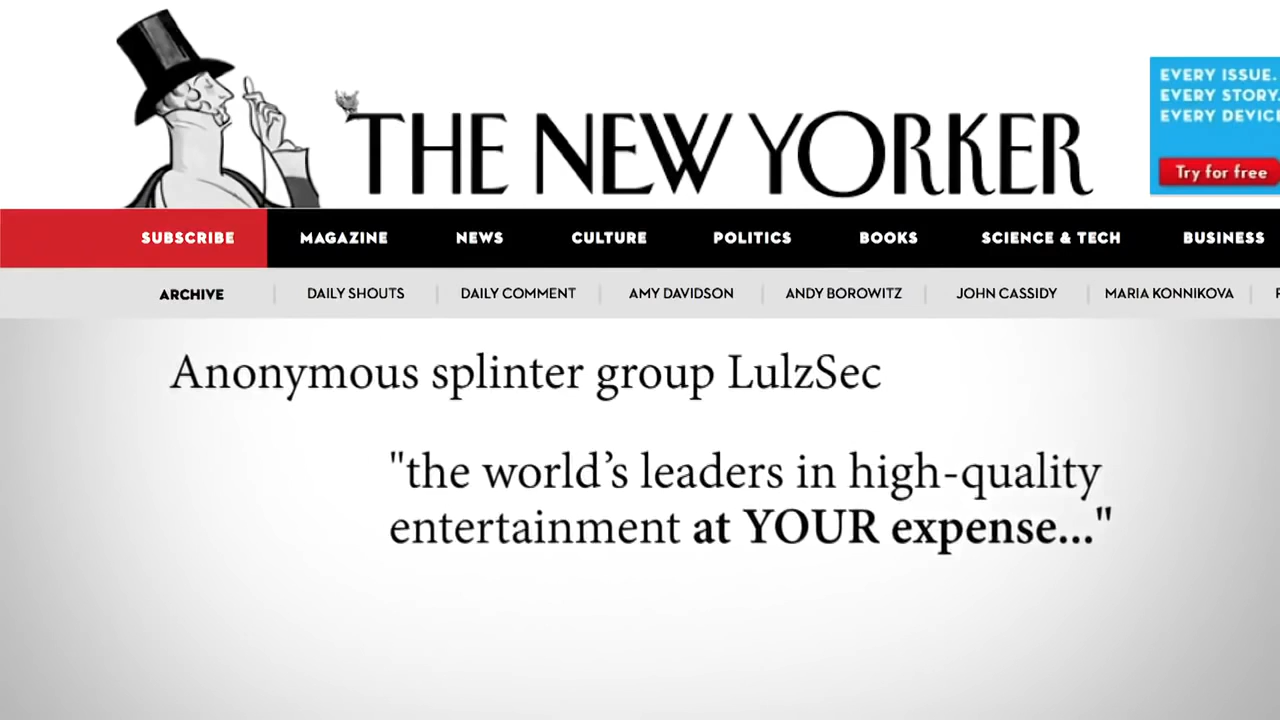 THE NEW YORKER
EVERY ISSUE.
EVERY STORY.
EVERY DEVICE
Try for free
SUBSCRIBE MAGAZINE NEWS CULTURE POLITICS BOOKS SCIENCE & TECH BUSINESS
ARCHIVE DAILY SHOUTS DAILY COMMENT AMY DAVIDSON ANDY BOROWITZ JOHN CASSIDY MARIA KONNIKOVA
Anonymous splinter group LulzSec
"the world’s leaders in high-quality
entertainment at YOUR expense..."